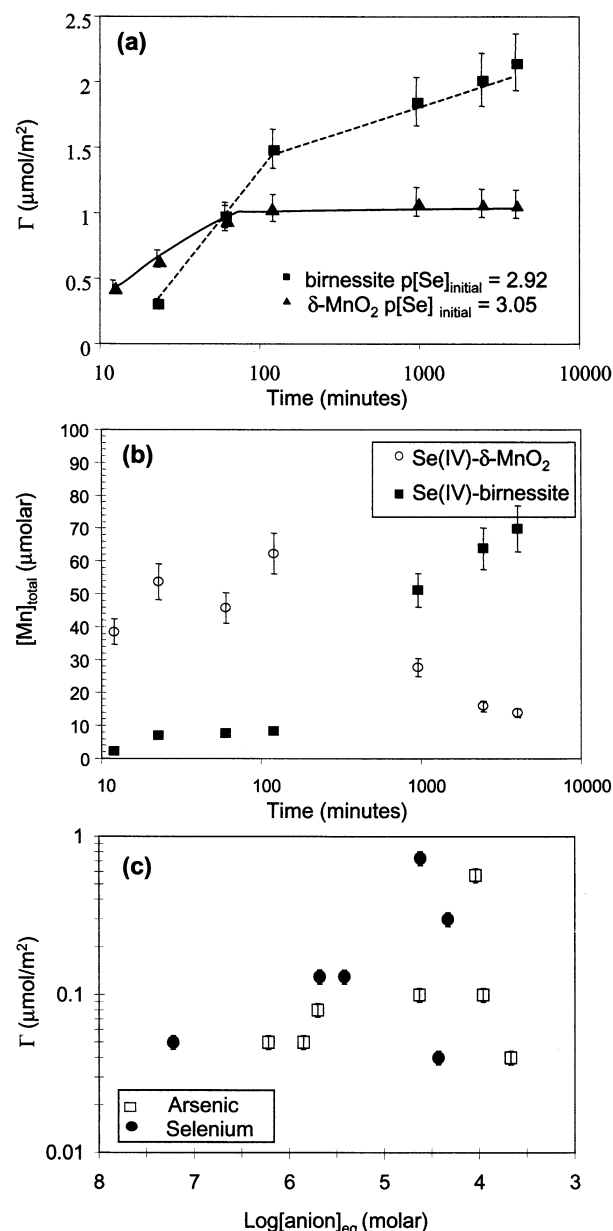 (a)
2.5
2
1.5
1
0.5
0
Γ (μmol/m²)
■ birnessite p[Se]initial = 2.92
▲ δ-MnO₂ p[Se] initial = 3.05
10 100 1000 10000
Time (minutes)
(b)
100
90
80
70
60
50
40
30
20
10
0
[Mn]total (μmolar)
○ Se(IV)-δ-MnO₂
■ Se(IV)-birnessite
10 100 1000 10000
Time (minutes)
(c)
1
0.1
0.01
Γ (μmol/m²)
□ Arsenic
● Selenium
8 7 6 5 4 3
Log[anion]eq (molar)